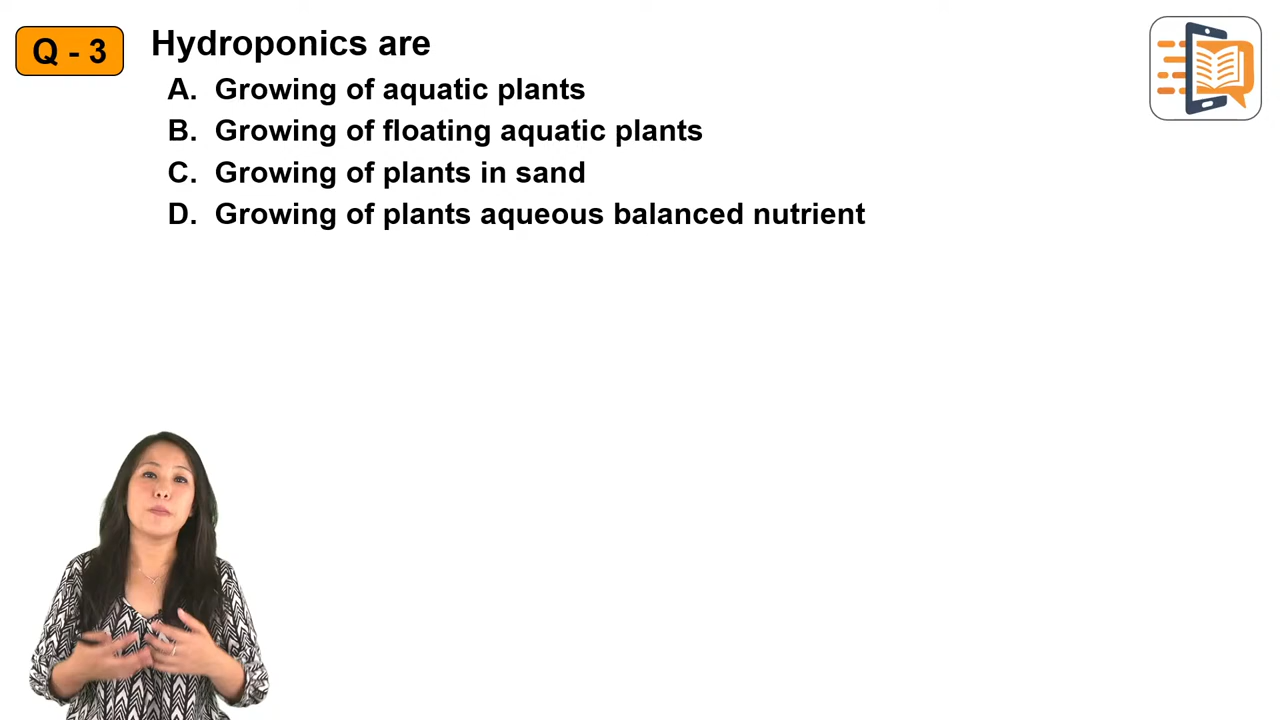 Q - 3
Hydroponics are
A. Growing of aquatic plants
B. Growing of floating aquatic plants
C. Growing of plants in sand
D. Growing of plants aqueous balanced nutrient